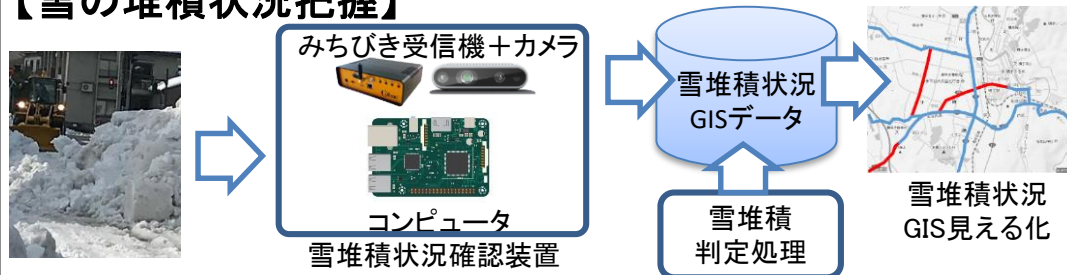 【雪の堆積状況把握】
みちびき受信機＋カメラ
コンピュータ
雪堆積状況確認装置
雪堆積状況
GISデータ
雪堆積
判定処理
雪堆積状況
GIS見える化